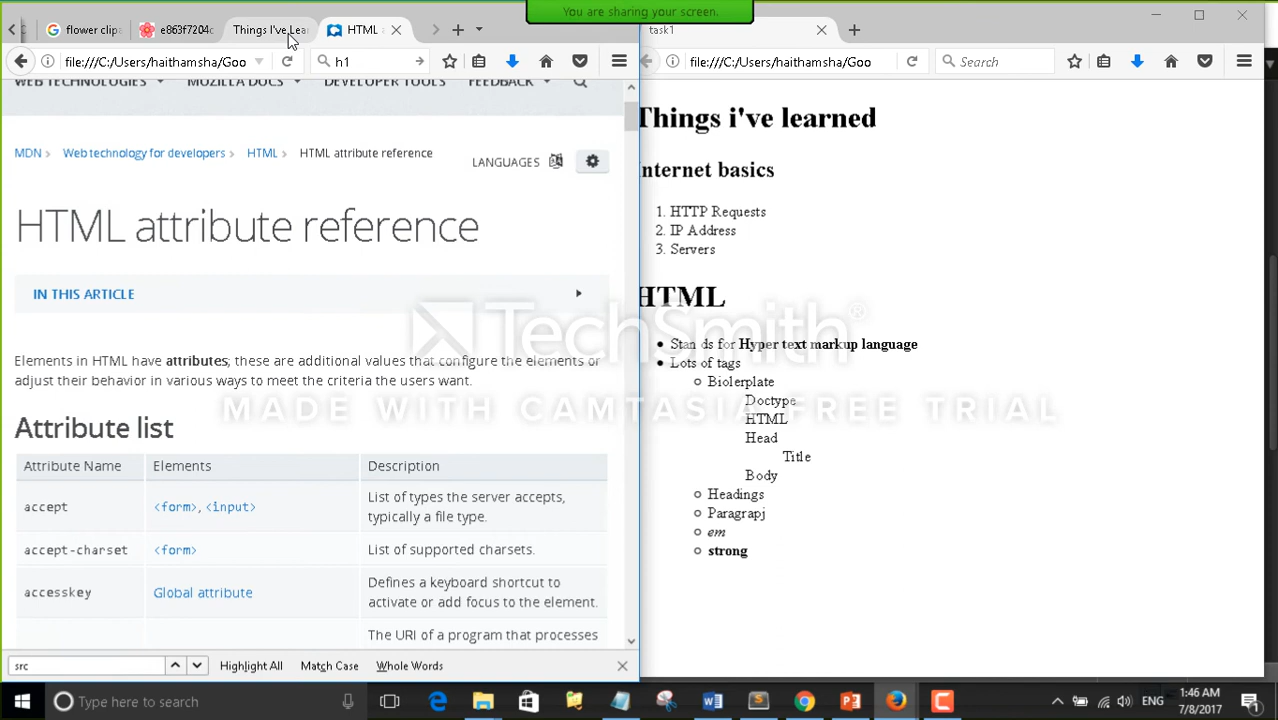 You are sharing your screen.
flower clip
e863f7204c
Things I've Lea
HTML
task1
file:///C:/Users/haithamsha/Goo
h1
file:///C:/Users/haithamsha/Goo
Search
WEB TECHNOLOGIES
MOZILLA DOCS
DEVELOPER TOOLS
FEEDBACK
MDN
Web technology for developers
HTML
HTML attribute reference
LANGUAGES
HTML attribute reference
IN THIS ARTICLE
Elements in HTML have attributes; these are additional values that configure the elements or
adjust their behavior in various ways to meet the criteria the users want.
Attribute list
Attribute Name Elements Description
accept <form>, <input> List of types the server accepts,
typically a file type.
accept-charset <form> List of supported charsets.
accesskey Global attribute Defines a keyboard shortcut to
activate or add focus to the element.
The URI of a program that processes
src
Highlight All
Match Case
Whole Words
Things i've learned
Internet basics
1. HTTP Requests
2. IP Address
3. Servers
HTML
Stands for Hyper text markup language
Lots of tags
Biolerplate
Doctype
HTML
Head
Title
Body
Headings
Paragrapj
em
strong
TechSmith®
MADE WITH CAMTASIA FREE TRIAL
Type here to search
ENG
1:46 AM
7/8/2017
1